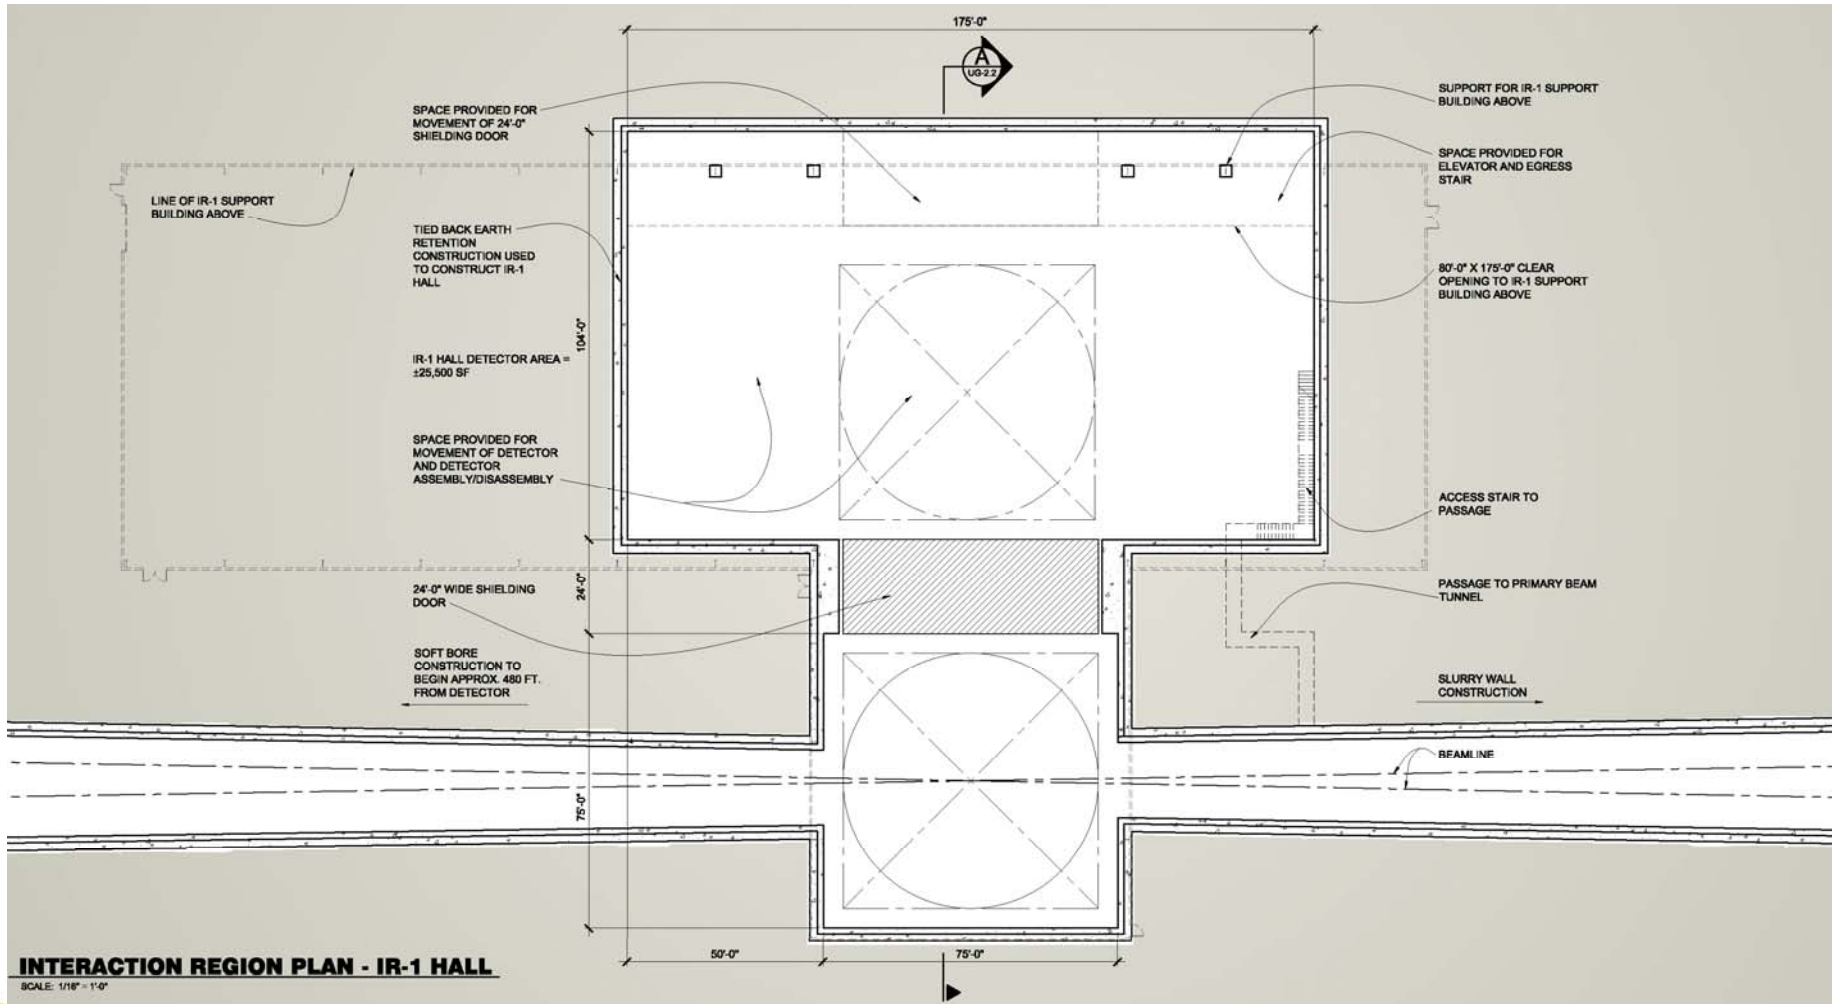 175'-0"
A
UG-2.2
SPACE PROVIDED FOR
MOVEMENT OF 24'-0"
SHIELDING DOOR
SUPPORT FOR IR-1 SUPPORT
BUILDING ABOVE
SPACE PROVIDED FOR
ELEVATOR AND EGRESS
STAIR
LINE OF IR-1 SUPPORT
BUILDING ABOVE
TIED BACK EARTH
RETENTION
CONSTRUCTION USED
TO CONSTRUCT IR-1
HALL
80'-0" X 175'-0" CLEAR
OPENING TO IR-1 SUPPORT
BUILDING ABOVE
104'-0"
IR-1 HALL DETECTOR AREA =
±25,500 SF
SPACE PROVIDED FOR
MOVEMENT OF DETECTOR
AND DETECTOR
ASSEMBLY/DISASSEMBLY
ACCESS STAIR TO
PASSAGE
24'-0" WIDE SHIELDING
DOOR
24'-0"
PASSAGE TO PRIMARY BEAM
TUNNEL
SOFT BORE
CONSTRUCTION TO
BEGIN APPROX. 480 FT.
FROM DETECTOR
SLURRY WALL
CONSTRUCTION
BEAMLINE
75'-0"
50'-0"
75'-0"
INTERACTION REGION PLAN - IR-1 HALL
SCALE: 1/16" = 1'-0"